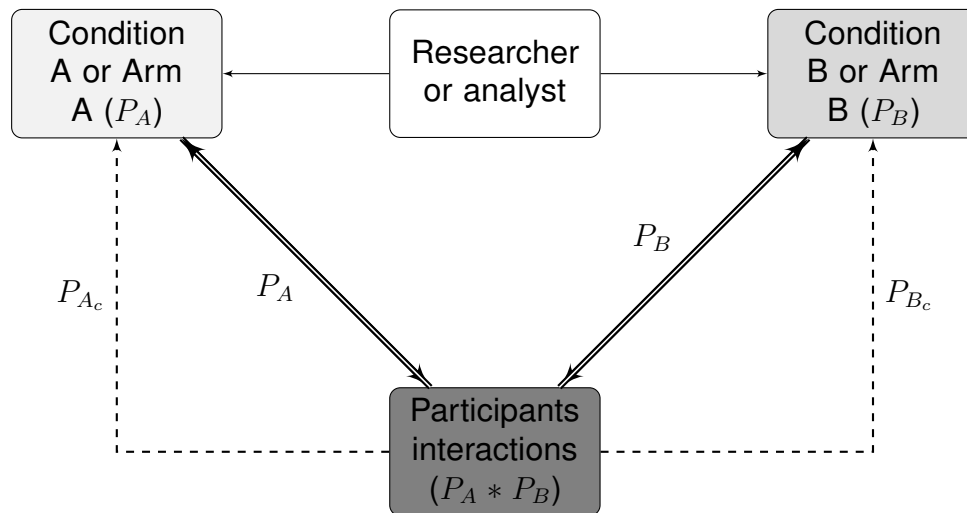 Condition
A or Arm
A ($P_A$)
Researcher
or analyst
Condition
B or Arm
B ($P_B$)
$P_{A_c}$
$P_A$
$P_B$
$P_{B_c}$
Participants
interactions
($P_A * P_B$)